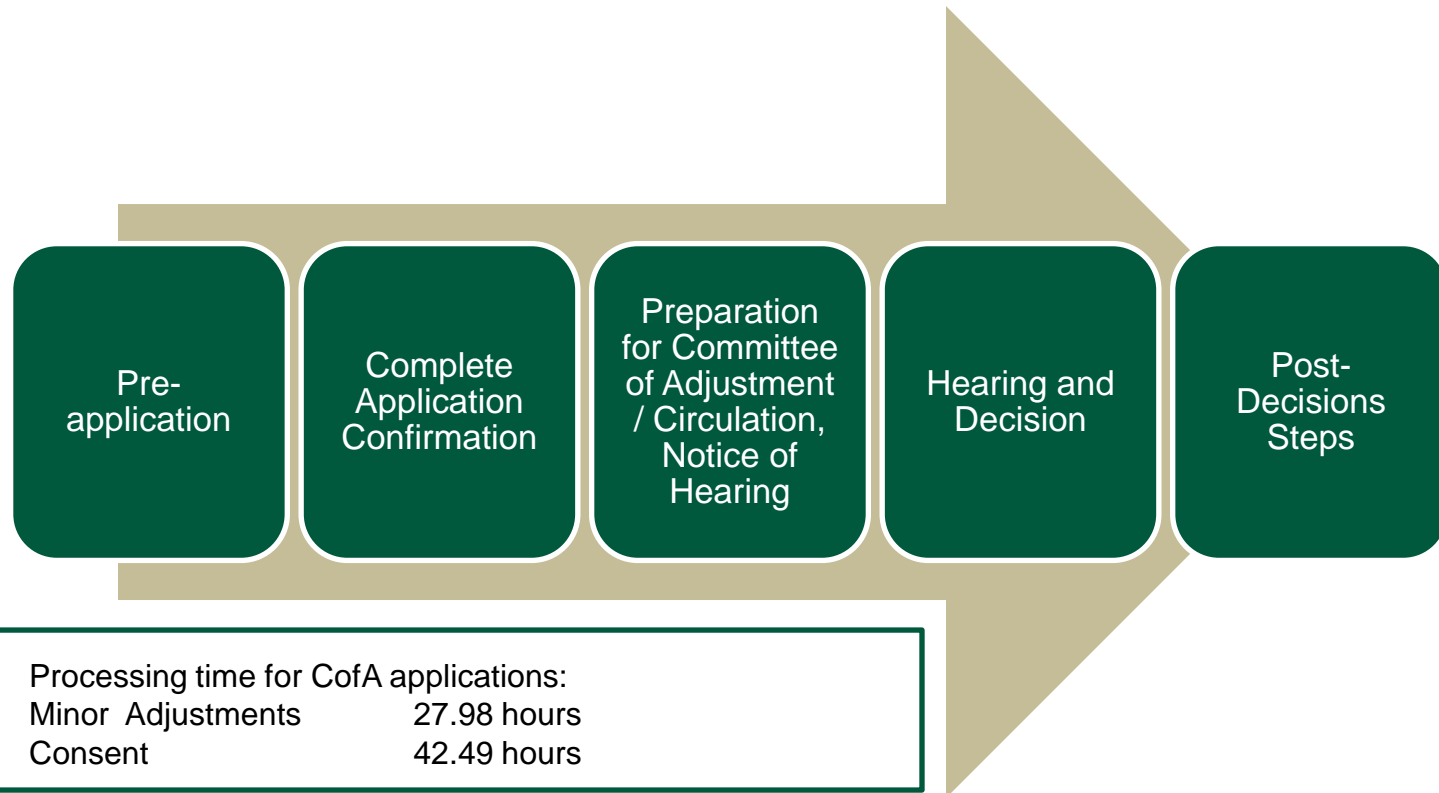 Pre-
application
Complete
Application
Confirmation
Preparation
for Committee
of Adjustment
/ Circulation,
Notice of
Hearing
Hearing and
Decision
Post-
Decisions
Steps
Processing time for CofA applications:
Minor Adjustments 27.98 hours
Consent 42.49 hours